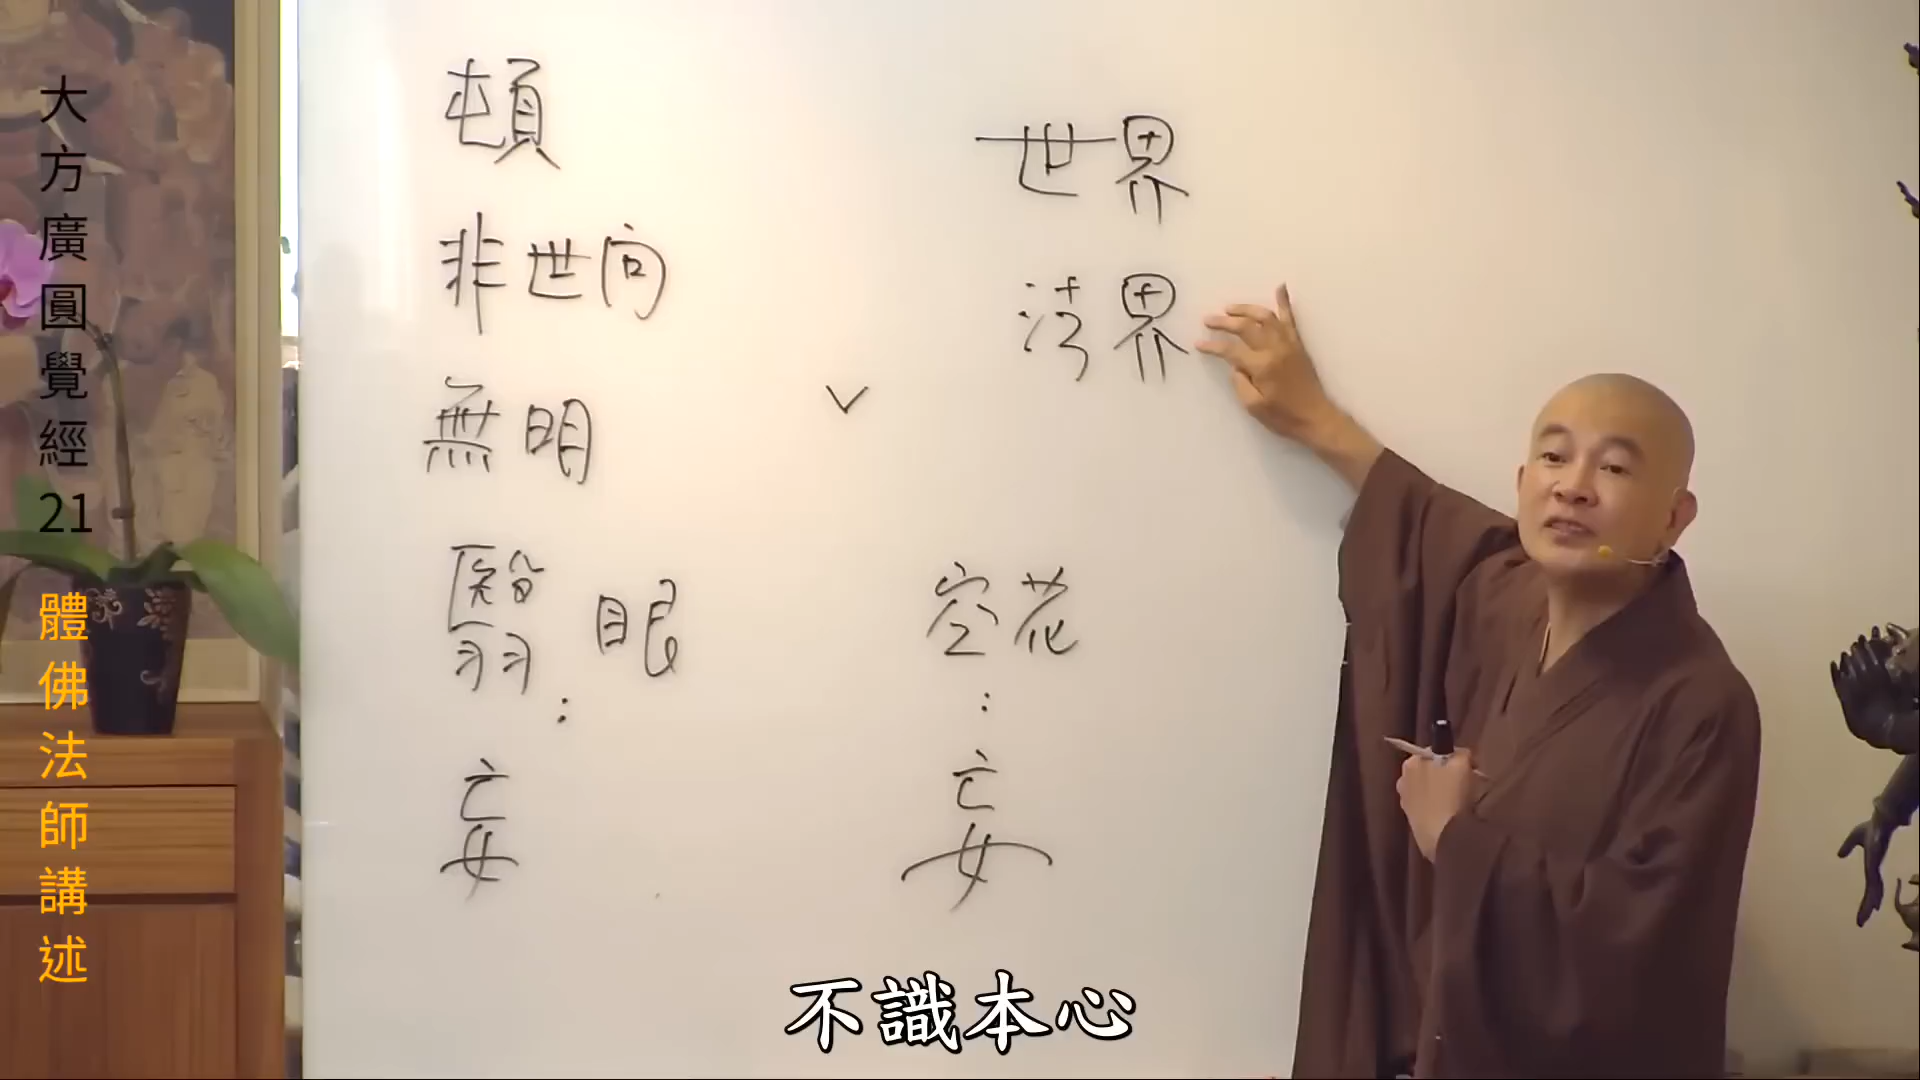 大方廣圓覺經21
體佛法師講述
頓
非世向
無明
翳眼
:
妄
世界
法界
空花
:
妄
不識本心